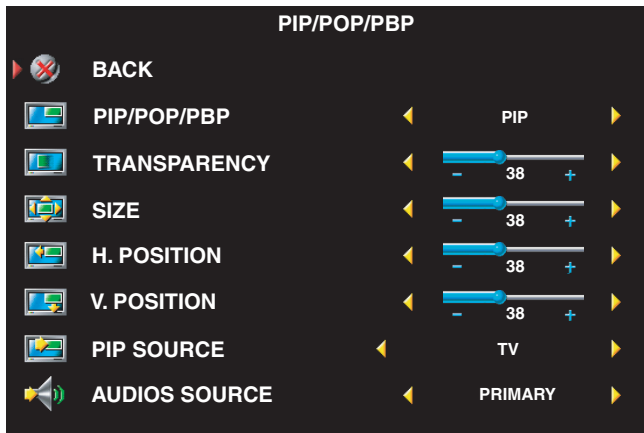 PIP/POP/PBP
BACK
PIP/POP/PBP PIP
TRANSPARENCY - 38 +
SIZE - 38 +
H. POSITION - 38 +
V. POSITION - 38 +
PIP SOURCE TV
AUDIOS SOURCE PRIMARY